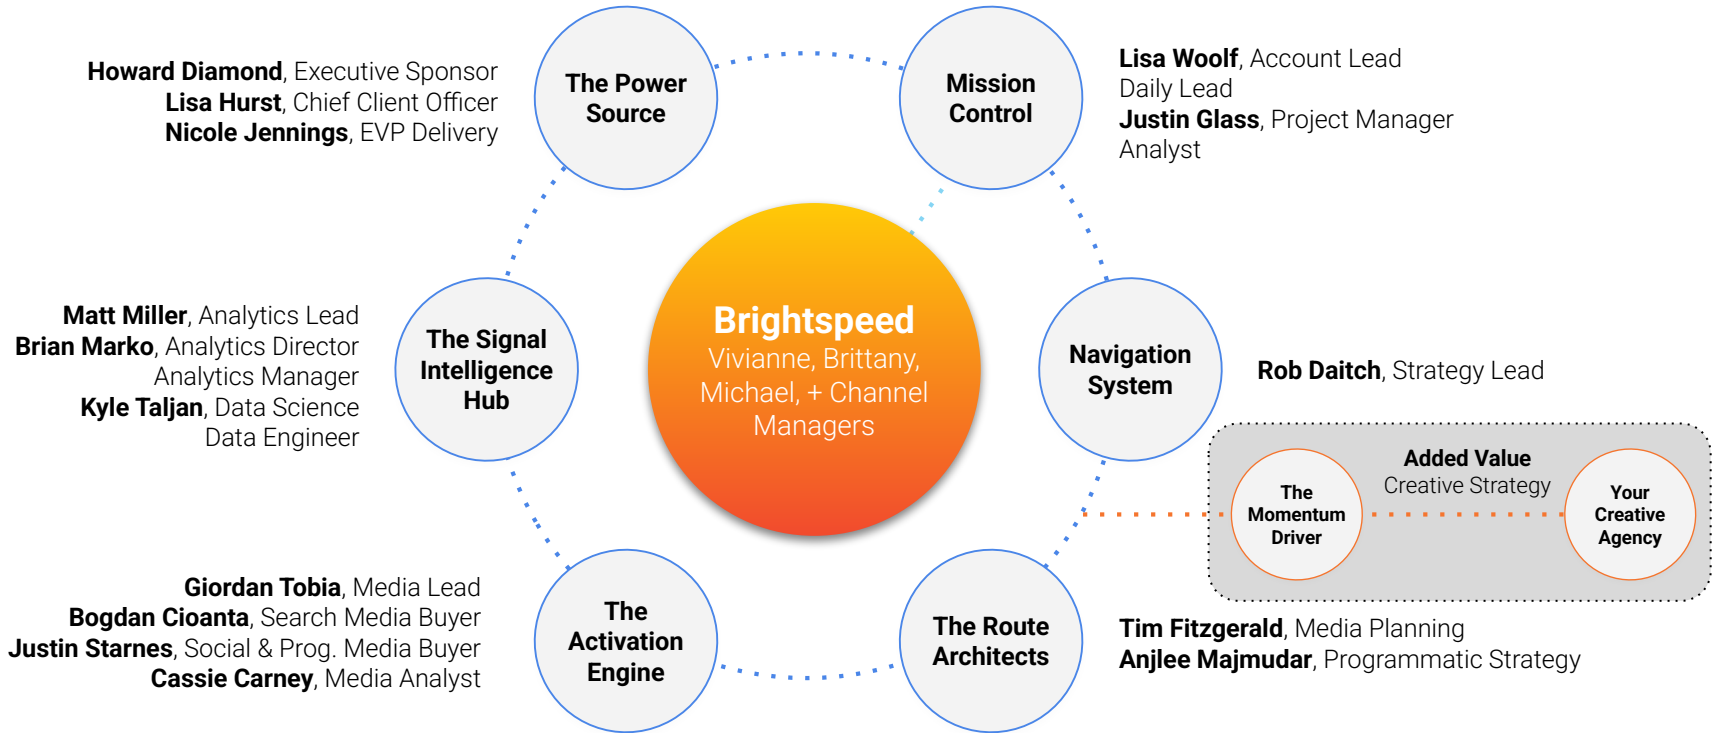 Howard Diamond, Executive Sponsor
Lisa Hurst, Chief Client Officer
Nicole Jennings, EVP Delivery
The Power
Source
Mission
Control
Lisa Woolf, Account Lead
Daily Lead
Justin Glass, Project Manager
Analyst
Matt Miller, Analytics Lead
Brian Marko, Analytics Director
Analytics Manager
Kyle Taljan, Data Science
Data Engineer
The Signal
Intelligence
Hub
Brightspeed
Vivianne, Brittany,
Michael, + Channel
Managers
Navigation
System
Rob Daitch, Strategy Lead
The
Momentum
Driver
Added Value
Creative Strategy
Your
Creative
Agency
Giordan Tobia, Media Lead
Bogdan Cioanta, Search Media Buyer
Justin Starnes, Social & Prog. Media Buyer
Cassie Carney, Media Analyst
The
Activation
Engine
The Route
Architects
Tim Fitzgerald, Media Planning
Anjlee Majmudar, Programmatic Strategy